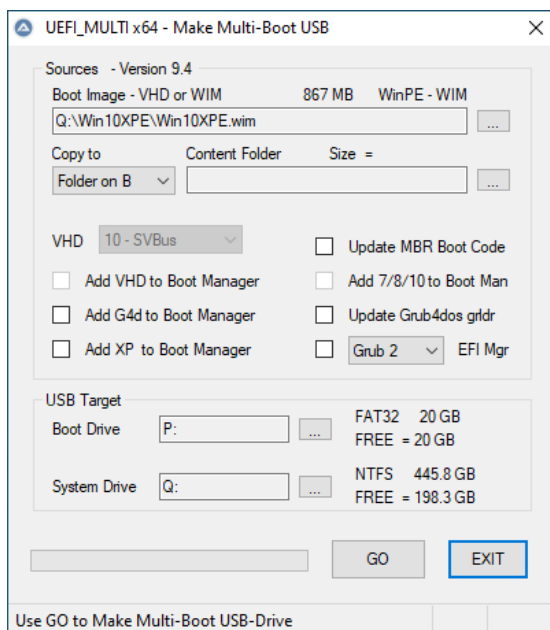 UEFI_MULTI x64 - Make Multi-Boot USB
Sources - Version 9.4
Boot Image - VHD or WIM 867 MB WinPE - WIM
Q:\Win10XPE\Win10XPE.wim ...
Copy to Content Folder Size =
Folder on B ...
VHD 10 - SVBus Update MBR Boot Code
Add VHD to Boot Manager Add 7/8/10 to Boot Man
Add G4d to Boot Manager Update Grub4dos grldr
Add XP to Boot Manager Grub 2 EFI Mgr
USB Target
Boot Drive P: ... FAT32 20 GB
FREE = 20 GB
System Drive Q: ... NTFS 445.8 GB
FREE = 198.3 GB
GO EXIT
Use GO to Make Multi-Boot USB-Drive